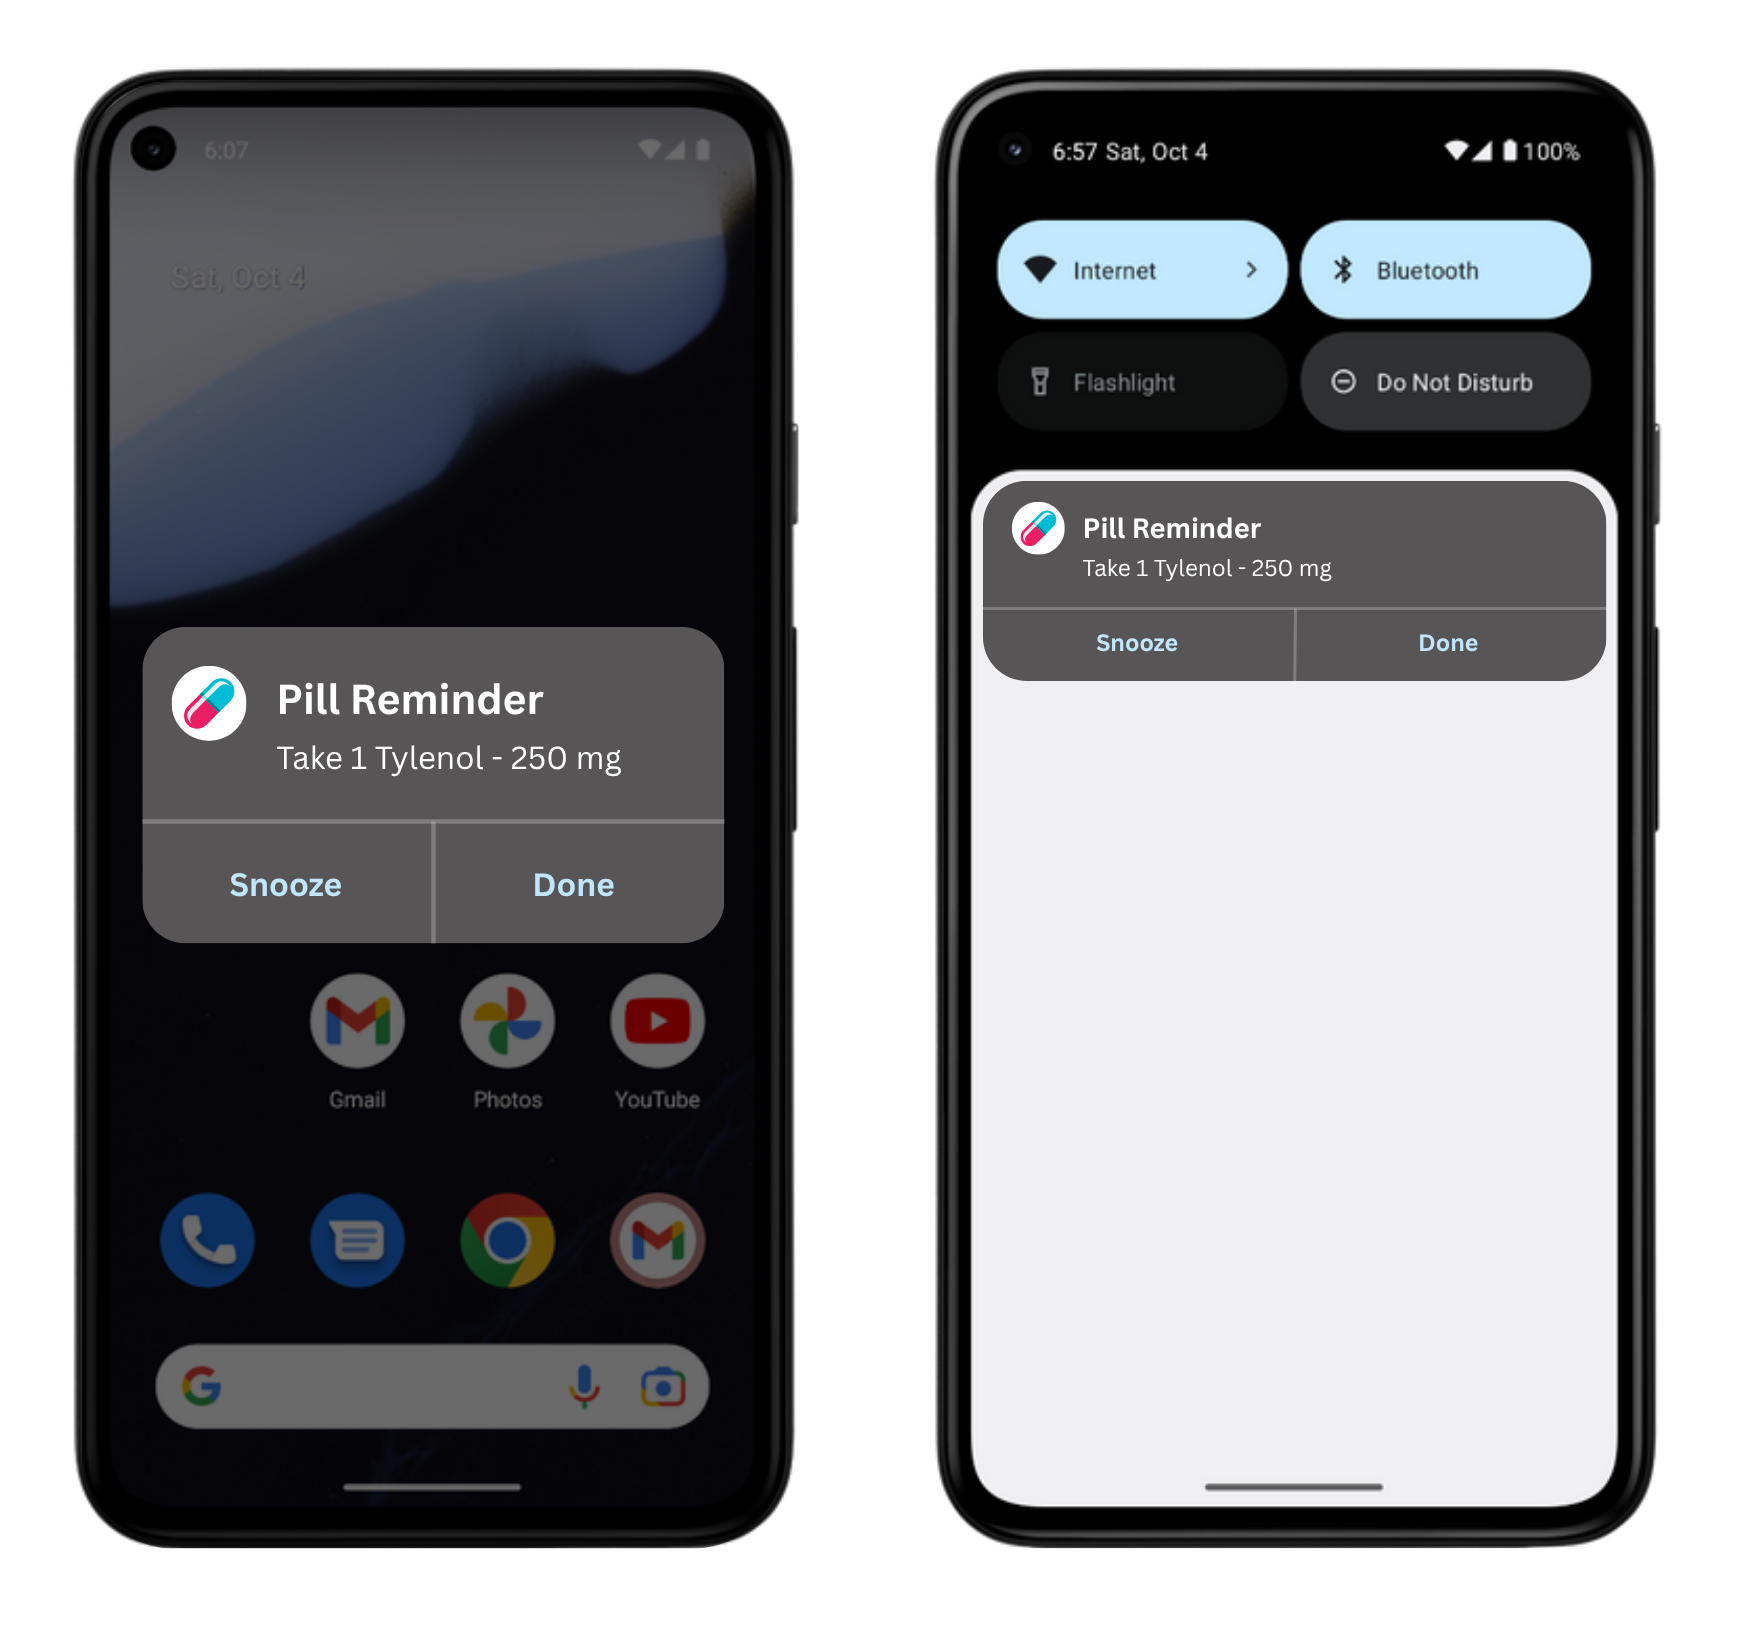 6:07
Sat, Oct 4
Pill Reminder
Take 1 Tylenol - 250 mg
Snooze
Done
Gmail
Photos
YouTube
G
6:57 Sat, Oct 4
100%
Internet
Bluetooth
Flashlight
Do Not Disturb
Pill Reminder
Take 1 Tylenol - 250 mg
Snooze
Done